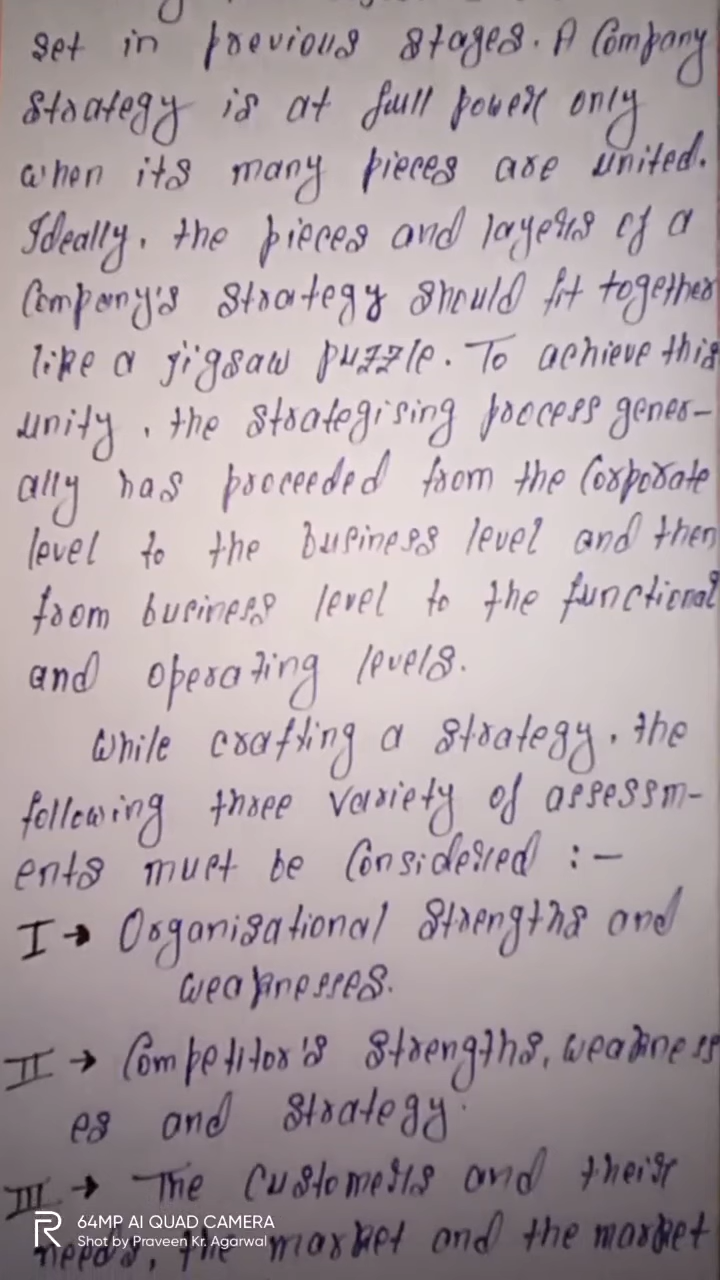 set in previous stages. A Company
strategy is at full power only
when its many pieces are united.
Ideally, the pieces and layers of a
Company's strategy should fit together
like a jigsaw puzzle. To achieve this
unity, the strategising process gener-
ally has proceeded from the Corporate
level to the business level and then
from business level to the functional
and operating levels.
While crafting a strategy, the
following three variety of assessm-
ents must be Considered :-
I → Organisational Strengths and
weaknesses.
II → Competitor's strengths, weakness
es and strategy.
III → The Customers and their
needs, the market and the market
64MP AI QUAD CAMERA
Shot by Praveen Kr. Agarwal